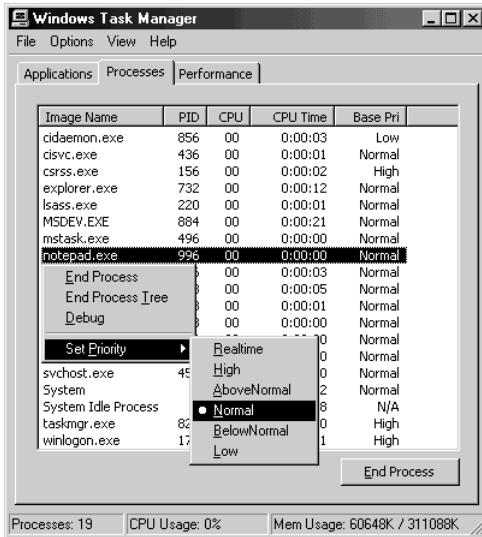 Windows Task Manager
File Options View Help
Applications Processes Performance
Image Name PID CPU CPU Time Base Pri
cidaemon.exe 856 00 0:00:03 Low
cisvc.exe 436 00 0:00:01 Normal
csrss.exe 156 00 0:00:02 High
explorer.exe 732 00 0:00:12 Normal
lsass.exe 220 00 0:00:01 Normal
MSDEV.EXE 884 00 0:00:21 Normal
mstask.exe 496 00 0:00:00 Normal
notepad.exe 996 00 0:00:00 Normal
End Process 00 0:00:03 Normal
End Process Tree 00 0:00:05 Normal
00 0:00:01 Normal
Debug 00 0:00:00 Normal
Set Priority Realtime Normal
Normal
svchost.exe High Normal
System AboveNormal Normal
System Idle Process Normal N/A
taskmgr.exe BelowNormal High
winlogon.exe Low High
End Process
Processes: 19 CPU Usage: 0% Mem Usage: 60648K / 311088K